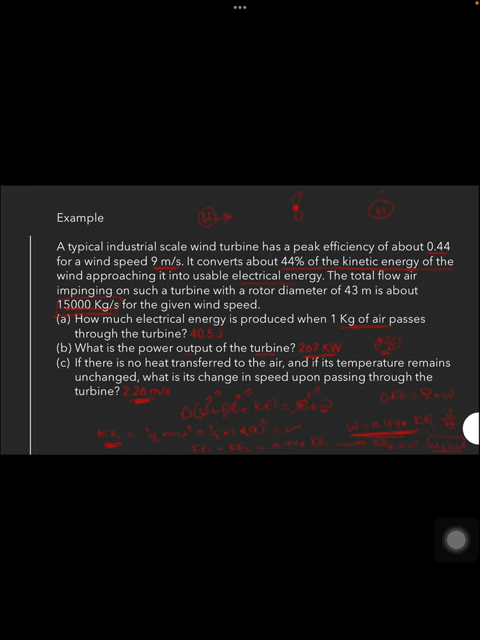 Example
A typical industrial scale wind turbine has a peak efficiency of about 0.44
for a wind speed 9 m/s. It converts about 44% of the kinetic energy of the
wind approaching it into usable electrical energy. The total flow air
impinging on such a turbine with a rotor diameter of 43 m is about
15000 Kg/s for the given wind speed.
(a) How much electrical energy is produced when 1 Kg of air passes
through the turbine? 40.5 J
(b) What is the power output of the turbine? 267 KW
(c) If there is no heat transferred to the air, and if its temperature remains
unchanged, what is its change in speed upon passing through the
turbine? 2.26 m/s